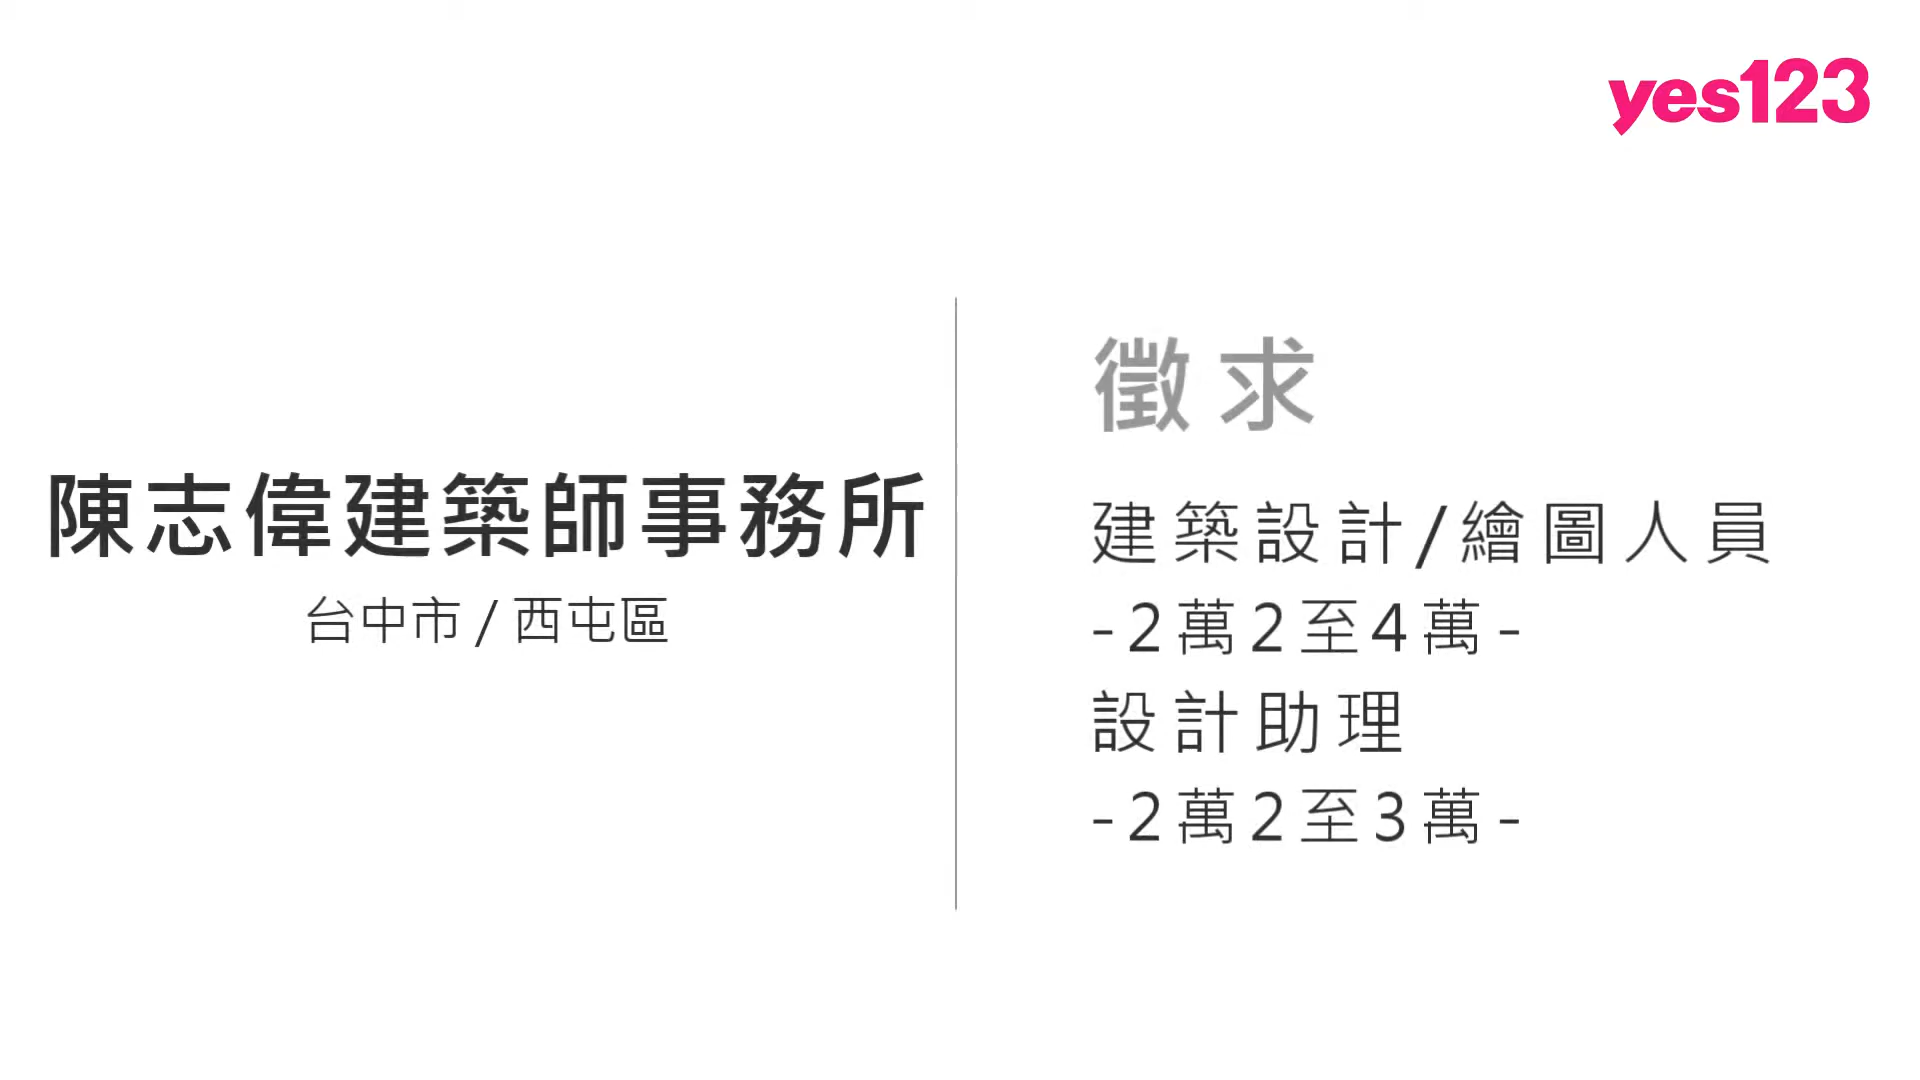 yes123
陳志偉建築師事務所
台中市/西屯區
徵求
建築設計/繪圖人員
-2萬2至4萬-
設計助理
-2萬2至3萬-